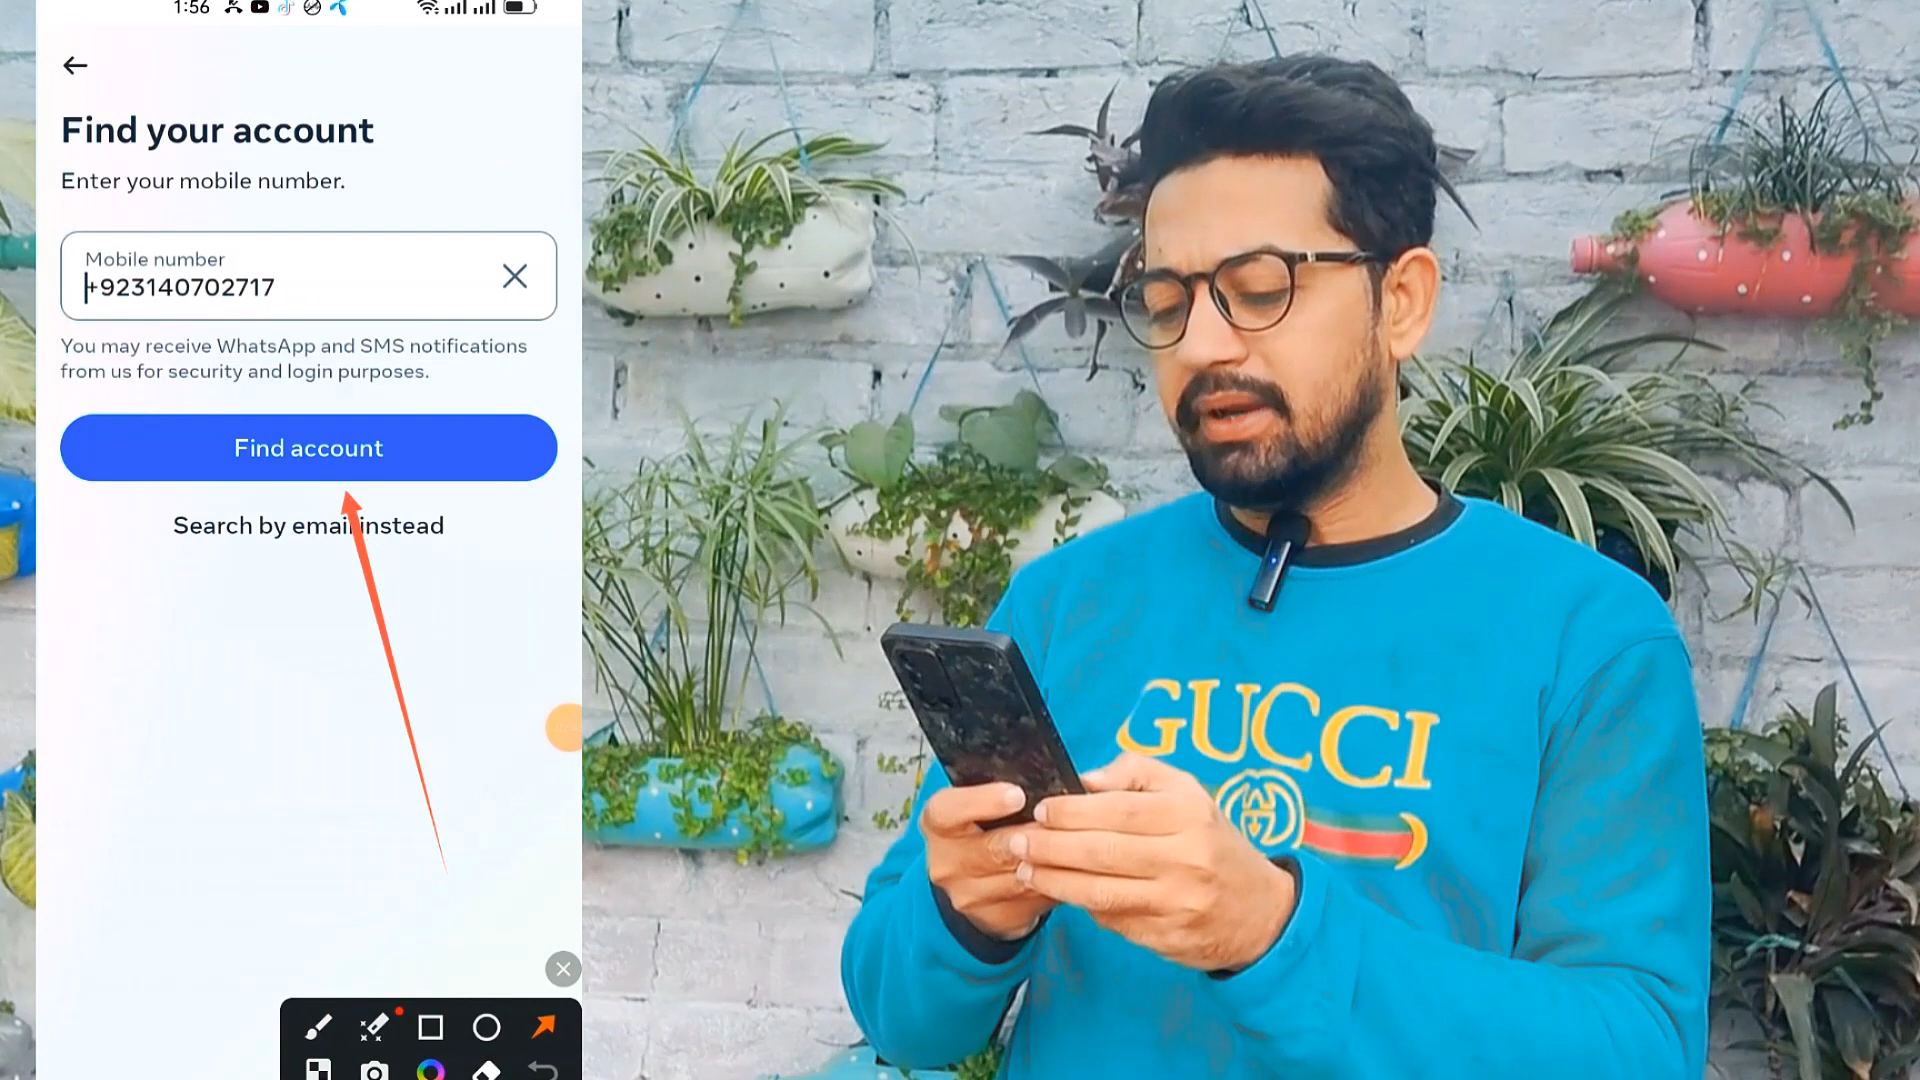 1:56
Find your account
Enter your mobile number.
Mobile number
+923140702717
You may receive WhatsApp and SMS notifications
from us for security and login purposes.
Find account
Search by email instead
GUCCI